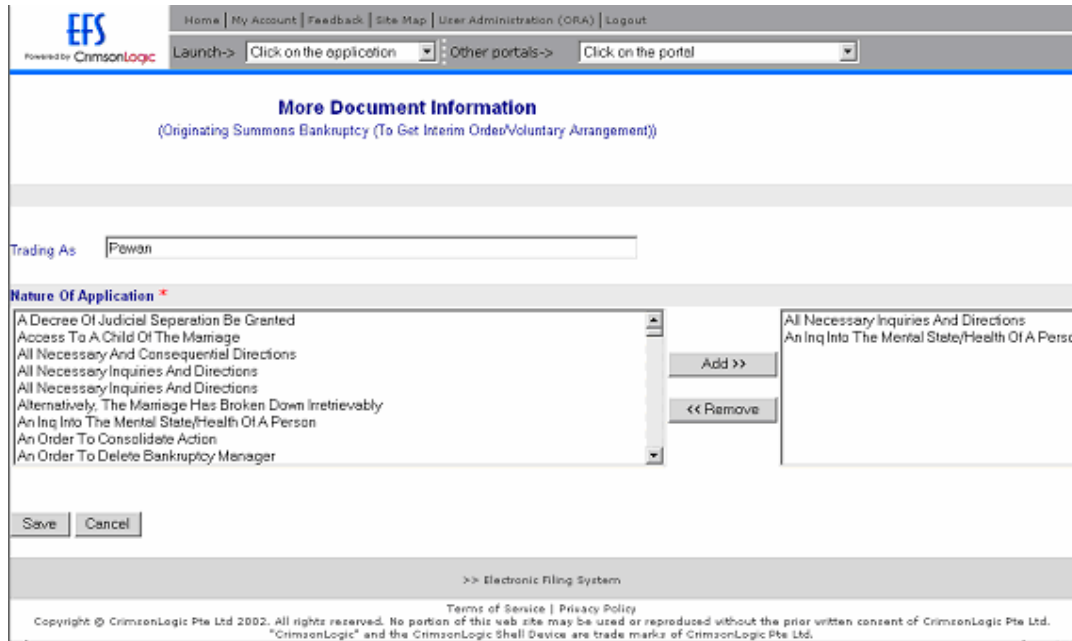 EFS
Powered by CrimsonLogic
Home | My Account | Feedback | Site Map | User Administration (ORA) | Logout
Launch-> Click on the application Other portals-> Click on the portal
More Document Information
(Originating Summons Bankruptcy (To Get Interim Order/Voluntary Arrangement))
Trading As Pawan
Nature Of Application *
A Decree Of Judicial Separation Be Granted
Access To A Child Of The Marriage
All Necessary And Consequential Directions
All Necessary Inquiries And Directions
All Necessary Inquiries And Directions
Alternatively, The Marriage Has Broken Down Irretrievably
An Inq Into The Mental State/Health Of A Person
An Order To Consolidate Action
An Order To Delete Bankruptcy Manager
Add >>
<< Remove
All Necessary Inquiries And Directions
An Inq Into The Mental State/Health Of A Perso
Save Cancel
>> Electronic Filing System
Terms of Service | Privacy Policy
Copyright © CrimsonLogic Pte Ltd 2002. All rights reserved. No portion of this web site may be used or reproduced without the prior written consent of CrimsonLogic Pte Ltd.
"CrimsonLogic" and the CrimsonLogic Shell Device are trade marks of CrimsonLogic Pte Ltd.